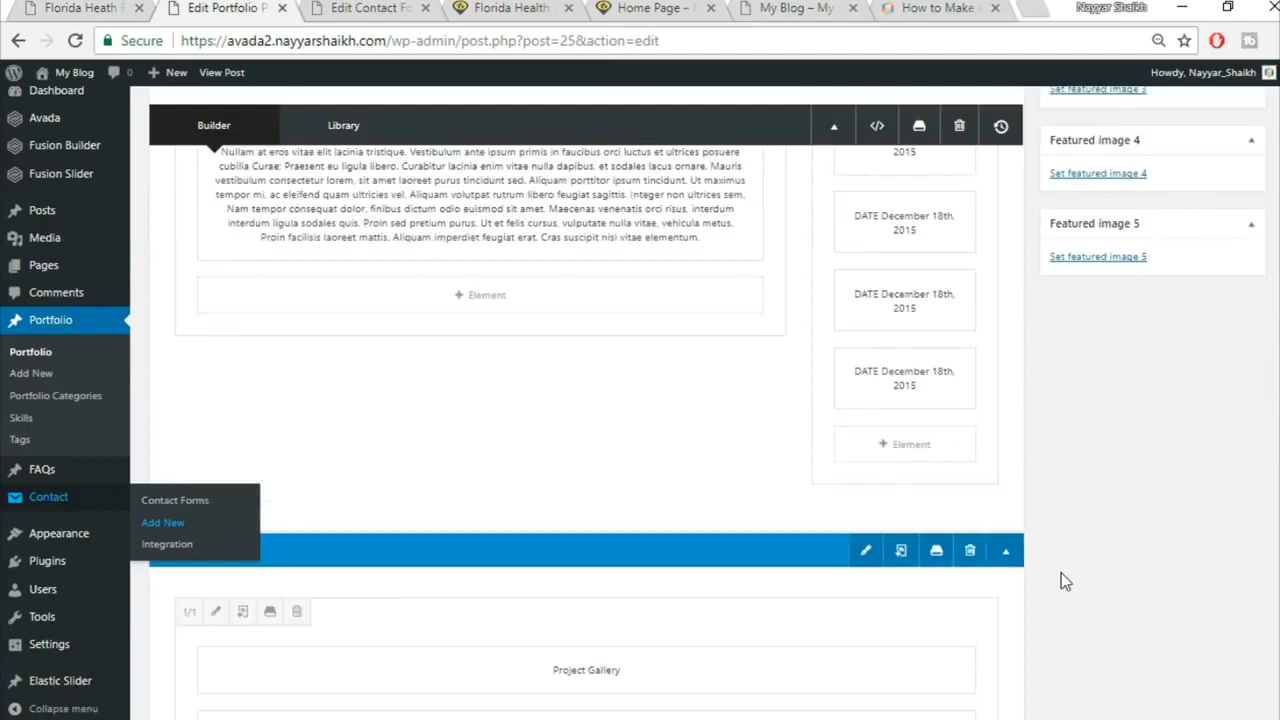 Florida Heath F
Edit Portfolio P
Edit Contact Fo
Florida Health
Home Page –
My Blog – My
How to Make a
Nayyar Shaikh
Secure
https://avada2.nayyarshaikh.com/wp-admin/post.php?post=25&action=edit
My Blog
0
New
View Post
Howdy, Nayyar_Shaikh
Dashboard
Avada
Fusion Builder
Fusion Slider
Posts
Media
Pages
Comments
Portfolio
Portfolio
Add New
Portfolio Categories
Skills
Tags
FAQs
Contact
Contact Forms
Add New
Integration
Appearance
Plugins
Users
Tools
Settings
Elastic Slider
Collapse menu
Builder
Library
Nullam at eros vitae elit lacinia tristique. Vestibulum ante ipsum primis in faucibus orci luctus et ultrices posuere
cubilia Curae; Praesent eu ligula libero. Curabitur lacinia enim vitae nulla dapibus, et sodales lacus ornare. Mauris
vestibulum consectetur lorem, sit amet laoreet purus tincidunt sed. Aliquam porttitor ipsum tincidunt. Ut maximus
tempor mi, ac eleifend quam ultricies vel. Aliquam volutpat rutrum libero feugiat sagittis. Integer non ultrices sem.
Nam tempor consequat dolor, finibus dictum odio euismod sit amet. Maecenas venenatis orci risus, interdum
interdum ligula sodales quis. Proin sed pretium purus. Ut et felis cursus, vulputate nulla vitae, vehicula metus.
Proin facilisis laoreet mattis. Aliquam imperdiet feugiat erat. Cras suscipit nisi vitae elementum.
Element
2015
DATE December 18th,
2015
DATE December 18th,
2015
DATE December 18th,
2015
Element
1/1
Project Gallery
Set featured image 3
Featured image 4
Set featured image 4
Featured image 5
Set featured image 5